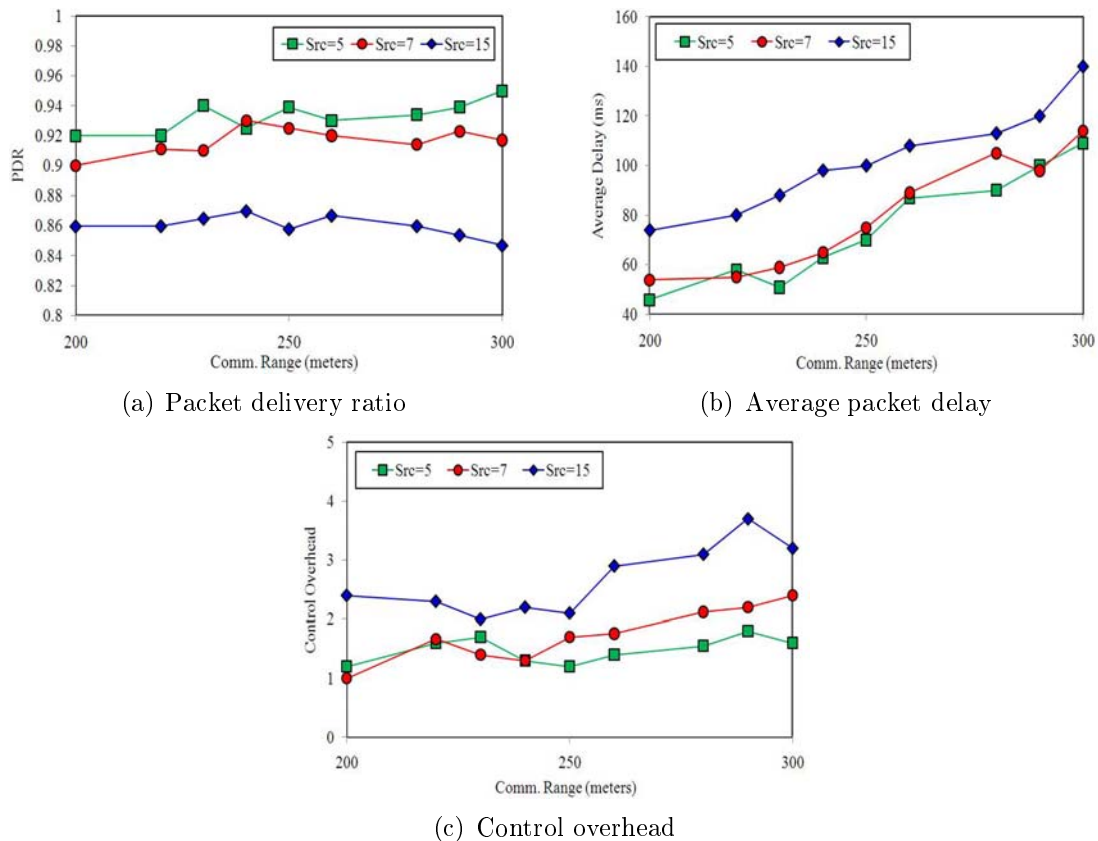 1
0.98
0.96
0.94
0.92
0.9
0.88
0.86
0.84
0.82
0.8
PDR
Src=5 Src=7 Src=15
200 250 300
Comm. Range (meters)
(a) Packet delivery ratio
160
140
120
100
80
60
40
Average Delay (ms)
Src=5 Src=7 Src=15
200 250 300
Comm. Range (meters)
(b) Average packet delay
5
4
3
2
1
0
Control Overhead
Src=5 Src=7 Src=15
200 250 300
Comm. Range (meters)
(c) Control overhead